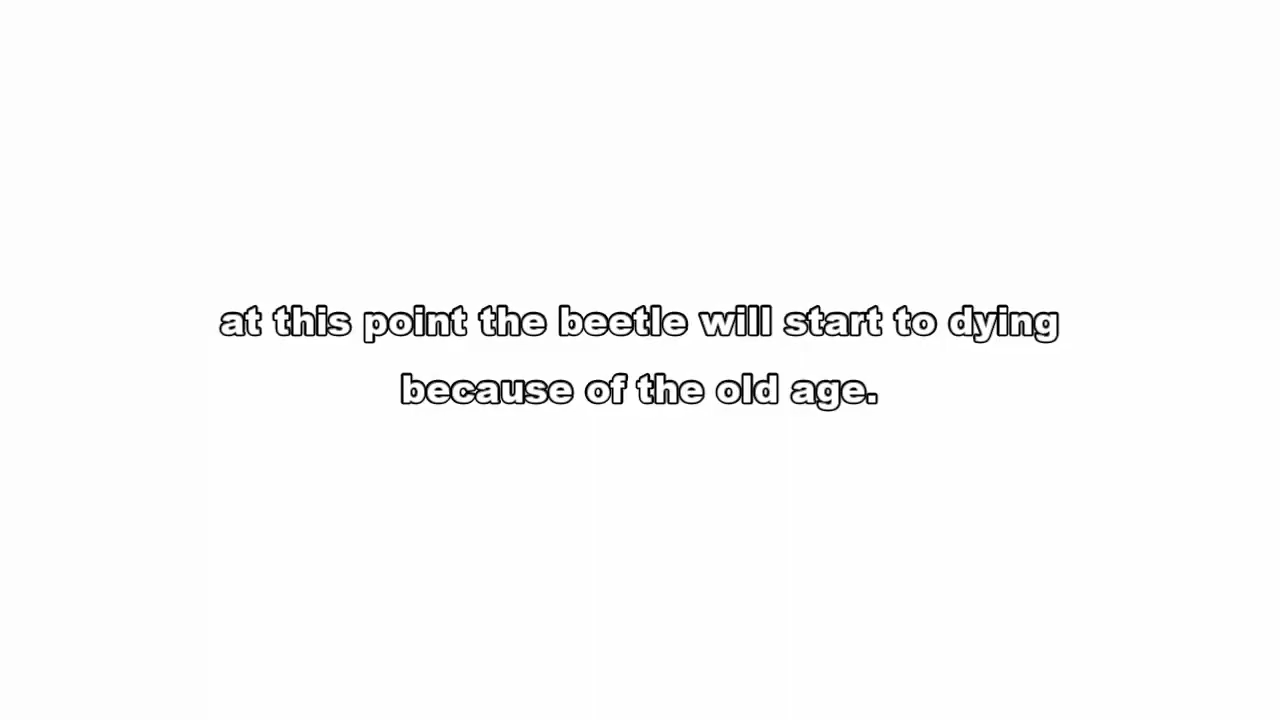 at this point the beetle will start to dying
because of the old age.